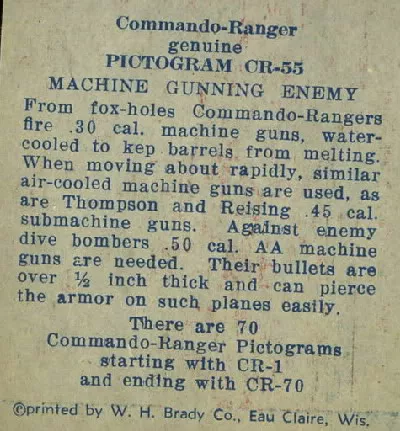 Commando-Ranger
genuine
PICTOGRAM CR-55
MACHINE GUNNING ENEMY
From fox-holes Commando-Rangers
fire .30 cal. machine guns, water-
cooled to kep barrels from melting.
When moving about rapidly, similar
air-cooled machine guns are used, as
are Thompson and Reising .45 cal.
submachine guns. Against enemy
dive bombers .50 cal. AA machine
guns are needed. Their bullets are
over ½ inch thick and can pierce
the armor on such planes easily.
There are 70
Commando-Ranger Pictograms
starting with CR-1
and ending with CR-70
©printed by W. H. Brady Co., Eau Claire, Wis.